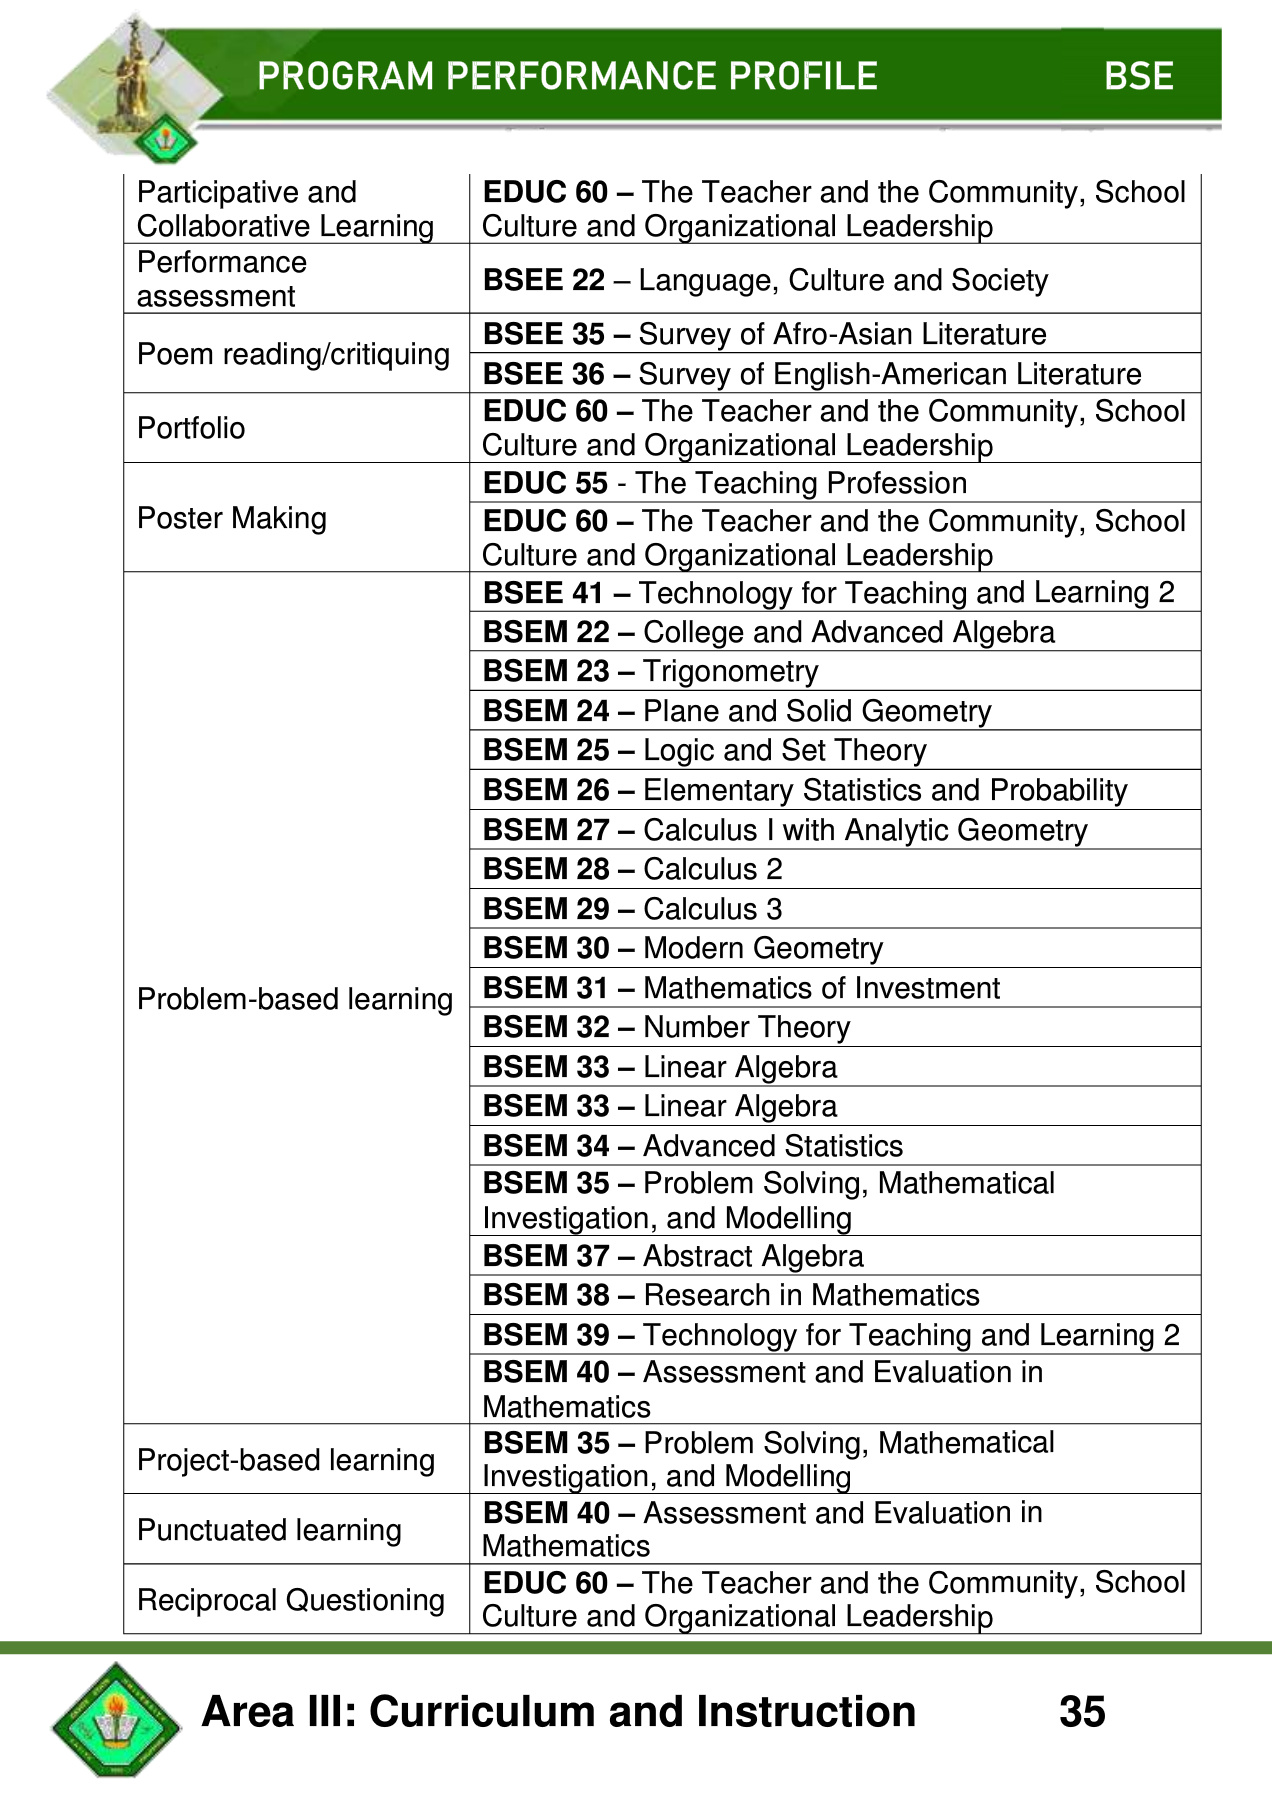 PROGRAM PERFORMANCE PROFILE BSE
Participative and
Collaborative Learning
EDUC 60 – The Teacher and the Community, School
Culture and Organizational Leadership
Performance
assessment
BSEE 22 – Language, Culture and Society
Poem reading/critiquing
BSEE 35 – Survey of Afro-Asian Literature
BSEE 36 – Survey of English-American Literature
Portfolio
EDUC 60 – The Teacher and the Community, School
Culture and Organizational Leadership
Poster Making
EDUC 55 - The Teaching Profession
EDUC 60 – The Teacher and the Community, School
Culture and Organizational Leadership
Problem-based learning
BSEE 41 – Technology for Teaching and Learning 2
BSEM 22 – College and Advanced Algebra
BSEM 23 – Trigonometry
BSEM 24 – Plane and Solid Geometry
BSEM 25 – Logic and Set Theory
BSEM 26 – Elementary Statistics and Probability
BSEM 27 – Calculus I with Analytic Geometry
BSEM 28 – Calculus 2
BSEM 29 – Calculus 3
BSEM 30 – Modern Geometry
BSEM 31 – Mathematics of Investment
BSEM 32 – Number Theory
BSEM 33 – Linear Algebra
BSEM 33 – Linear Algebra
BSEM 34 – Advanced Statistics
BSEM 35 – Problem Solving, Mathematical
Investigation, and Modelling
BSEM 37 – Abstract Algebra
BSEM 38 – Research in Mathematics
BSEM 39 – Technology for Teaching and Learning 2
BSEM 40 – Assessment and Evaluation in
Mathematics
Project-based learning
BSEM 35 – Problem Solving, Mathematical
Investigation, and Modelling
Punctuated learning
BSEM 40 – Assessment and Evaluation in
Mathematics
Reciprocal Questioning
EDUC 60 – The Teacher and the Community, School
Culture and Organizational Leadership
Area III: Curriculum and Instruction 35